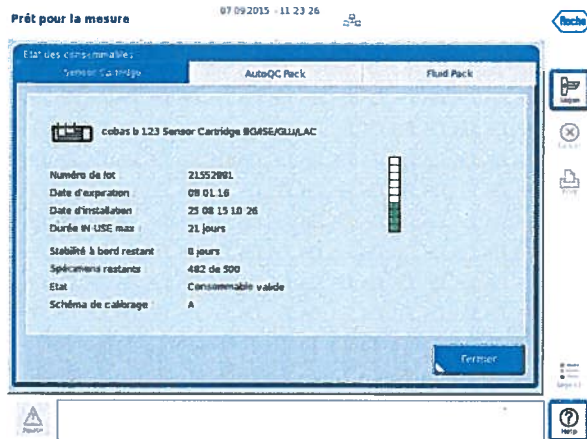 Prêt pour la mesure
07 09 2015 - 11 23 26
Roche
Etat des consommables
Sensor Cartridge
AutoQC Pack
Fluid Pack
cobas b 123 Sensor Cartridge BG/ISE/GLU/LAC
Numéro de lot : 21552981
Date d'expiration : 09 01.16
Date d'installation : 25 08 15 10 26
Durée IN-USE max : 21 jours
Stabilité à bord restant 8 jours
Spécimens restants : 482 de 500
Etat : Consommable valide
Schéma de calibrage : A
Fermer
Help